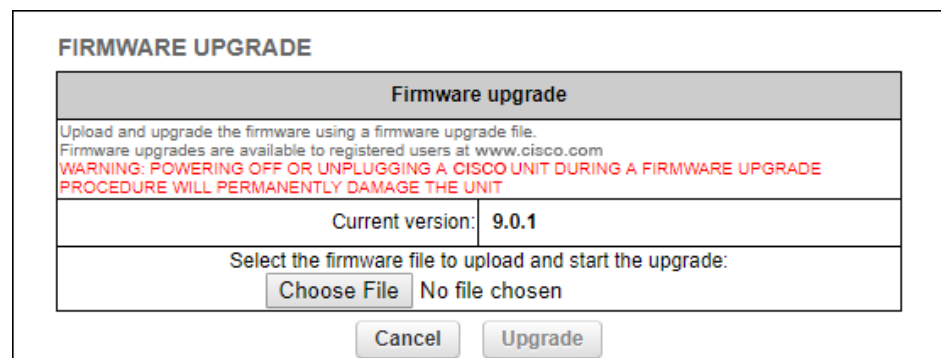 FIRMWARE UPGRADE
Firmware upgrade
Upload and upgrade the firmware using a firmware upgrade file.
Firmware upgrades are available to registered users at www.cisco.com
WARNING: POWERING OFF OR UNPLUGGING A CISCO UNIT DURING A FIRMWARE UPGRADE
PROCEDURE WILL PERMANENTLY DAMAGE THE UNIT
Current version: 9.0.1
Select the firmware file to upload and start the upgrade:
Choose File No file chosen
Cancel Upgrade